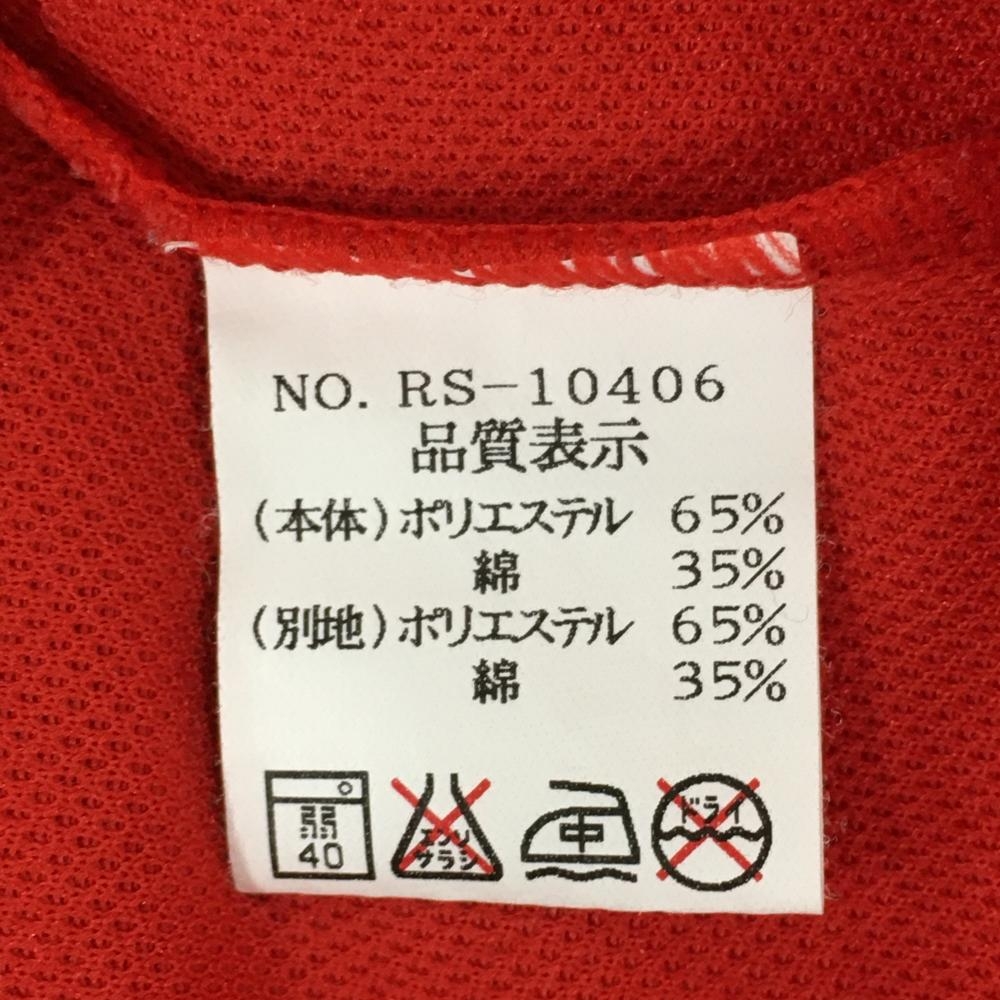 NO. RS-10406
品質表示
(本体)ポリエステル 65%
綿 35%
(別地)ポリエステル 65%
綿 35%
弱 40
エンソ サラシ
中
ドライ